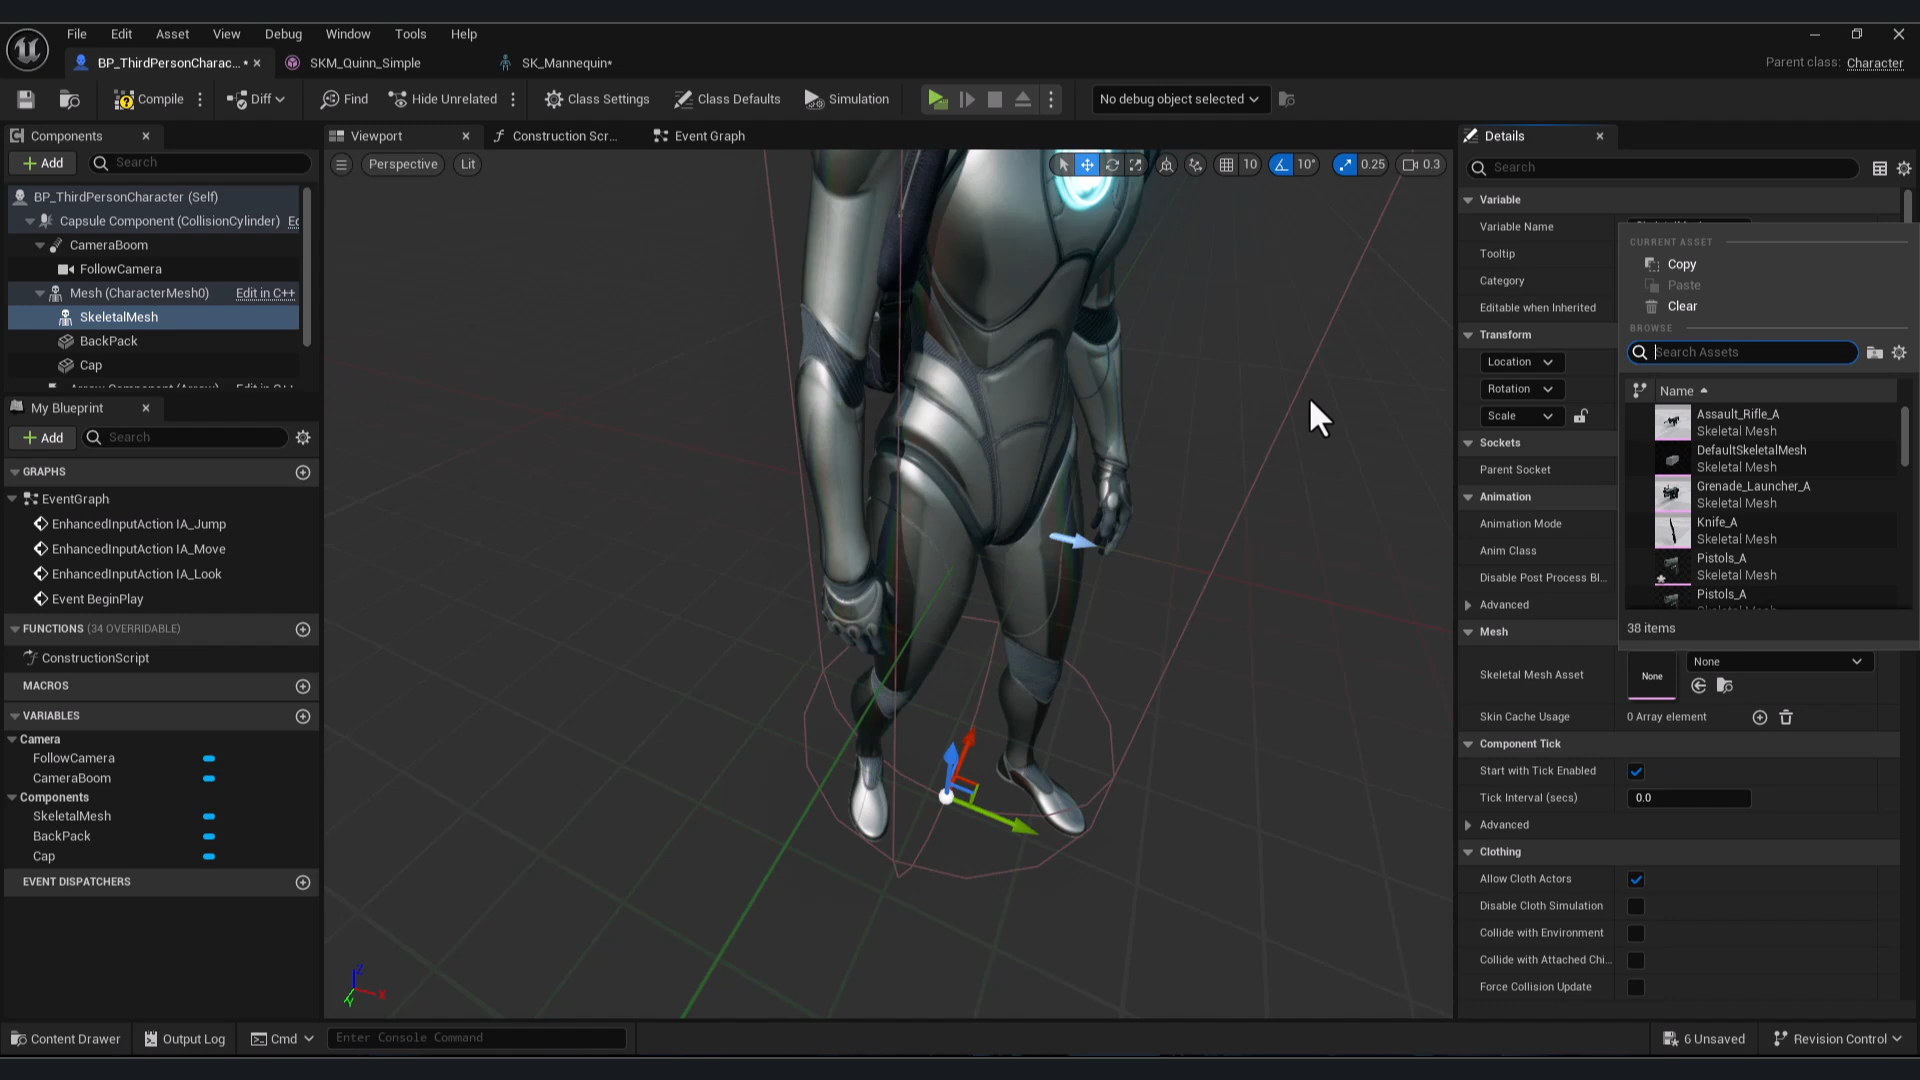 File Edit Asset View Debug Window Tools Help
BP_ThirdPersonCharac... • SKM_Quinn_Simple SK_Mannequin* Parent class: Character
Compile Diff Find Hide Unrelated Class Settings Class Defaults Simulation No debug object selected
Components Viewport Construction Scr... Event Graph Details
Add Search Perspective Lit 10 10° 0.25 0.3 Search
BP_ThirdPersonCharacter (Self)
Capsule Component (CollisionCylinder)
CameraBoom
FollowCamera
Mesh (CharacterMesh0) Edit in C++
SkeletalMesh
BackPack
Cap
My Blueprint
Add Search
GRAPHS
EventGraph
EnhancedInputAction IA_Jump
EnhancedInputAction IA_Move
EnhancedInputAction IA_Look
Event BeginPlay
FUNCTIONS (34 OVERRIDABLE)
ConstructionScript
MACROS
VARIABLES
Camera
FollowCamera
CameraBoom
Components
SkeletalMesh
BackPack
Cap
EVENT DISPATCHERS
Z
X
Y
Variable
Variable Name
Tooltip
Category
Editable when Inherited
Transform
Location
Rotation
Scale
Sockets
Parent Socket
Animation
Animation Mode
Anim Class
Disable Post Process Bl...
Advanced
Mesh
Skeletal Mesh Asset None None
Skin Cache Usage 0 Array element
Component Tick
Start with Tick Enabled
Tick Interval (secs) 0.0
Advanced
Clothing
Allow Cloth Actors
Disable Cloth Simulation
Collide with Environment
Collide with Attached Chi...
Force Collision Update
CURRENT ASSET
Copy
Paste
Clear
BROWSE
Search Assets
Name
Assault_Rifle_A
Skeletal Mesh
DefaultSkeletalMesh
Skeletal Mesh
Grenade_Launcher_A
Skeletal Mesh
Knife_A
Skeletal Mesh
Pistols_A
Skeletal Mesh
Pistols_A
38 items
Content Drawer Output Log Cmd Enter Console Command 6 Unsaved Revision Control